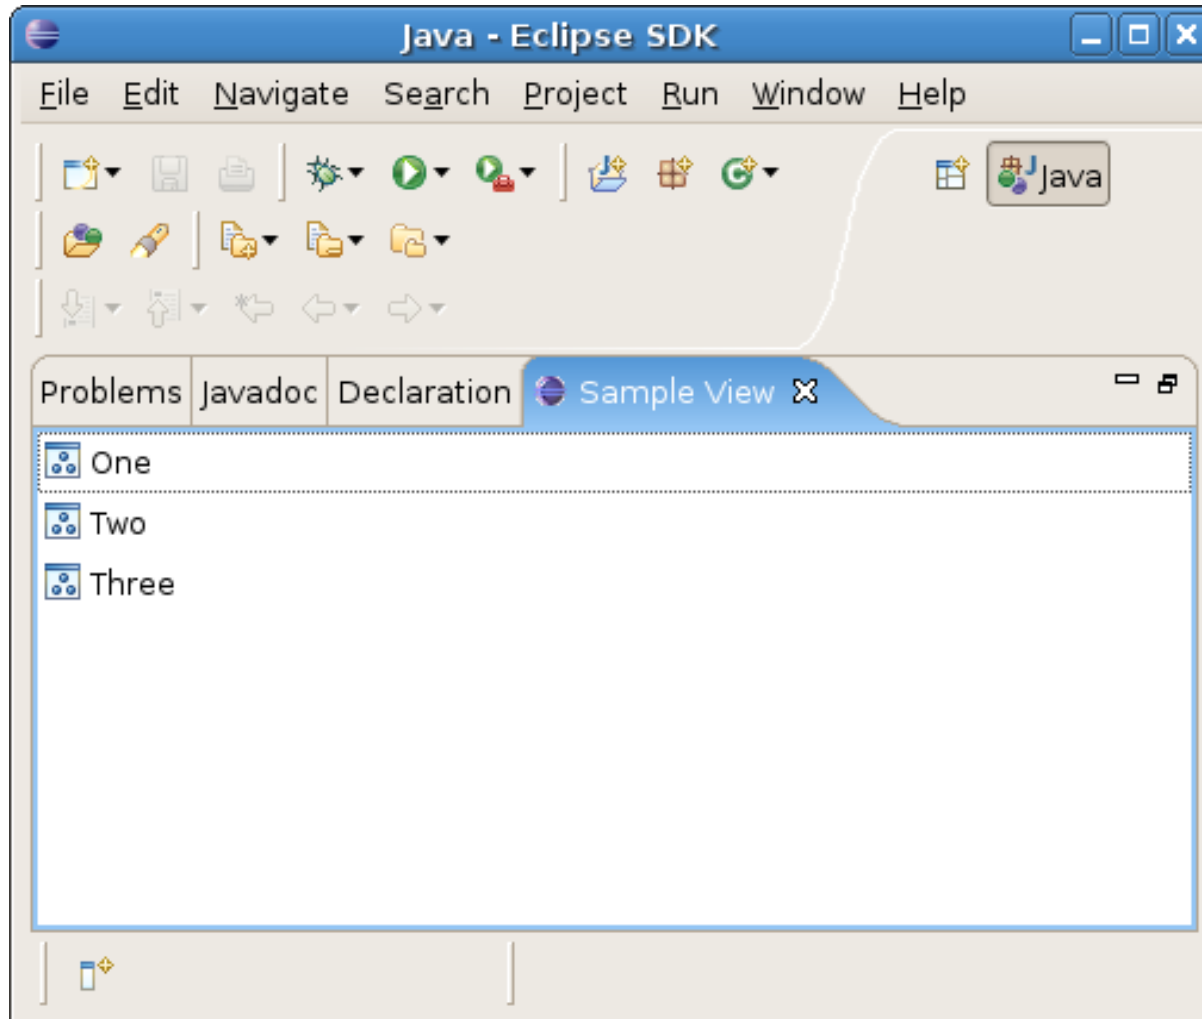 Java - Eclipse SDK
File Edit Navigate Search Project Run Window Help
Java
Problems Javadoc Declaration Sample View
One
Two
Three